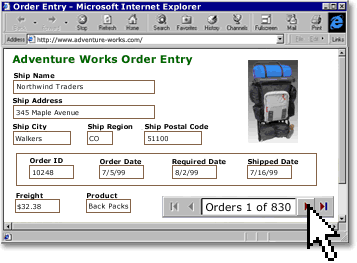 Order Entry - Microsoft Internet Explorer
Back Forward Stop Refresh Home Search Favorites History Channels Fullscreen Mail Print Edit
Address http://www.adventure-works.com/
Adventure Works Order Entry
Ship Name
Northwind Traders
Ship Address
345 Maple Avenue
Ship City Ship Region Ship Postal Code
Walkers CO 51100
Order ID Order Date Required Date Shipped Date
10248 7/5/99 8/2/99 7/16/99
Freight Product
$32.38 Back Packs
Orders 1 of 830